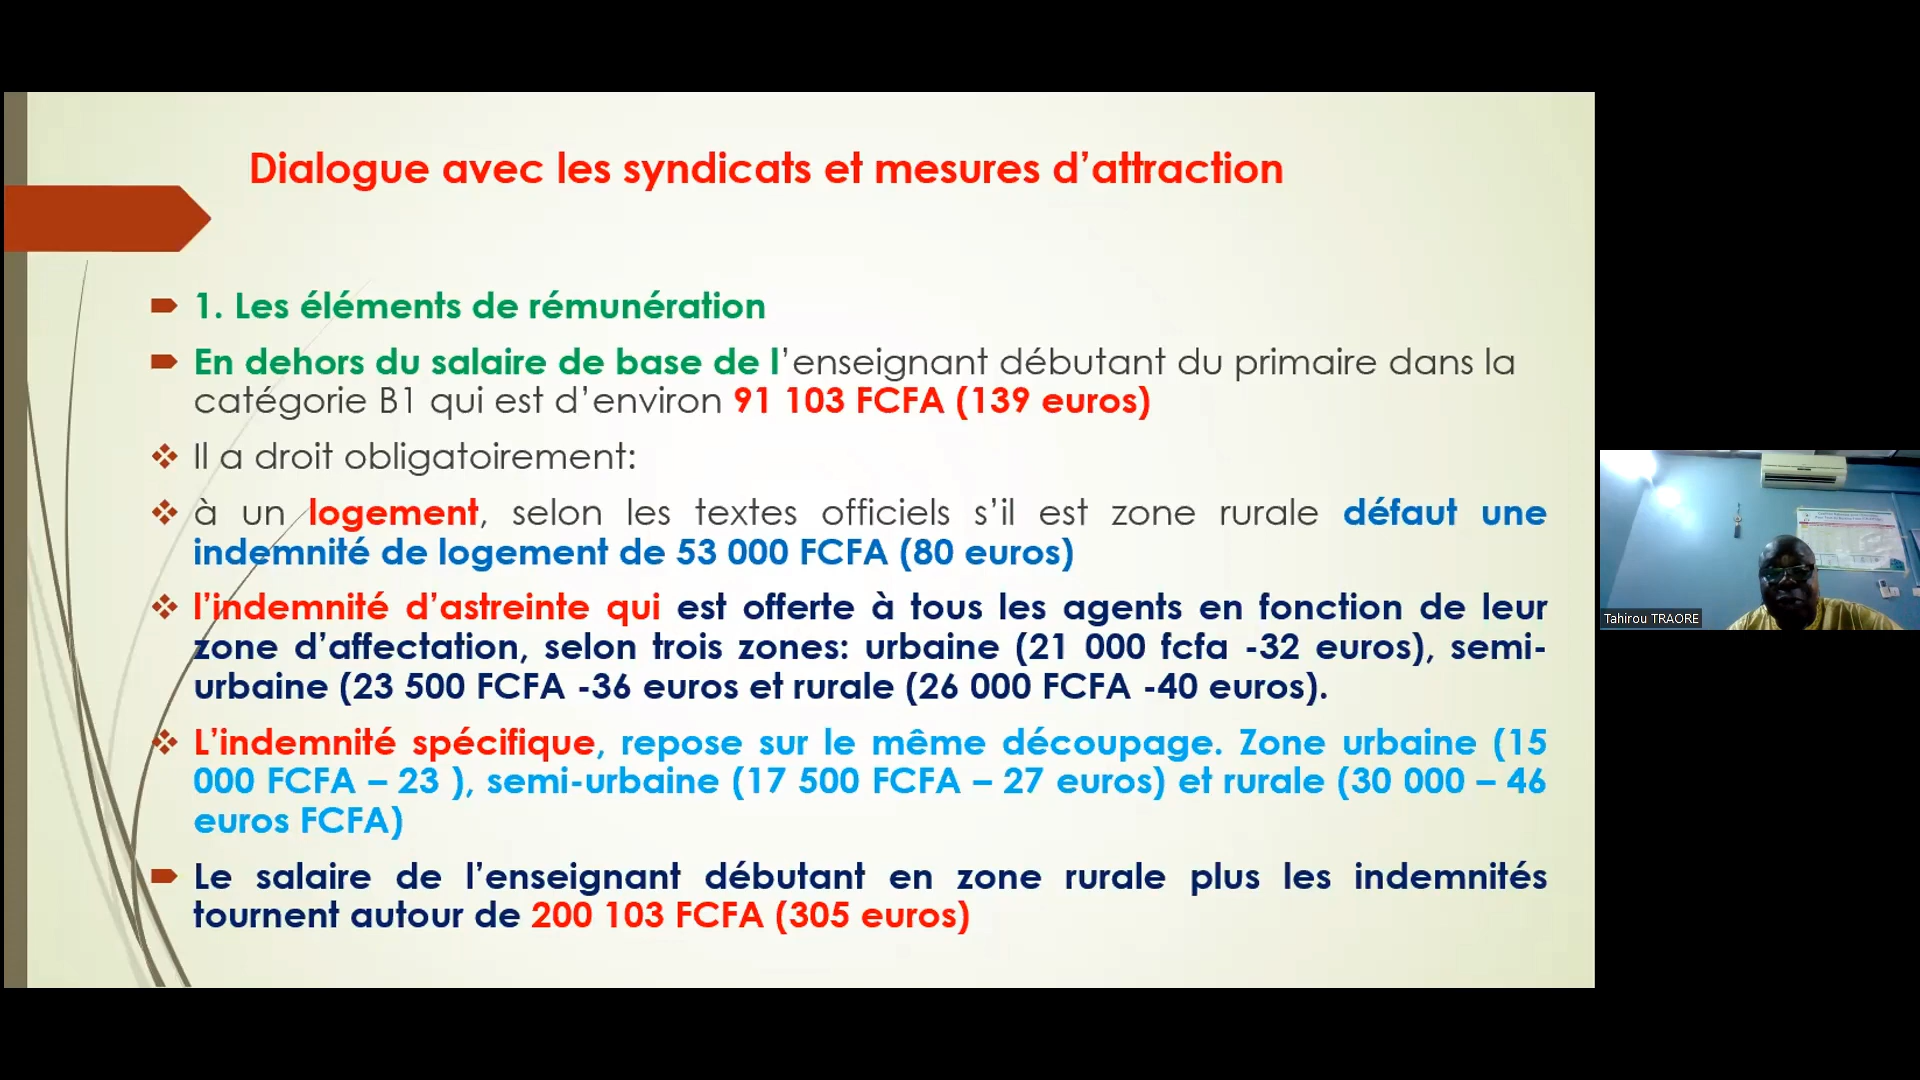 Dialogue avec les syndicats et mesures d’attraction
1. Les éléments de rémunération
En dehors du salaire de base de l’enseignant débutant du primaire dans la
catégorie B1 qui est d’environ 91 103 FCFA (139 euros)
Il a droit obligatoirement:
à un logement, selon les textes officiels s’il est zone rurale défaut une
indemnité de logement de 53 000 FCFA (80 euros)
l’indemnité d’astreinte qui est offerte à tous les agents en fonction de leur
zone d’affectation, selon trois zones: urbaine (21 000 fcfa -32 euros), semi-
urbaine (23 500 FCFA -36 euros et rurale (26 000 FCFA -40 euros).
L’indemnité spécifique, repose sur le même découpage. Zone urbaine (15
000 FCFA – 23 ), semi-urbaine (17 500 FCFA – 27 euros) et rurale (30 000 – 46
euros FCFA)
Le salaire de l’enseignant débutant en zone rurale plus les indemnités
tournent autour de 200 103 FCFA (305 euros)
Tahirou TRAORE